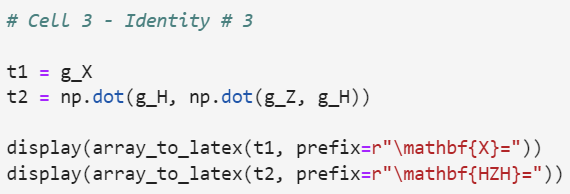 # Cell 3 - Identity # 3
t1 = g_X
t2 = np.dot(g_H, np.dot(g_Z, g_H))
display(array_to_latex(t1, prefix=r"\mathbf{X}="))
display(array_to_latex(t2, prefix=r"\mathbf{HZH}="))